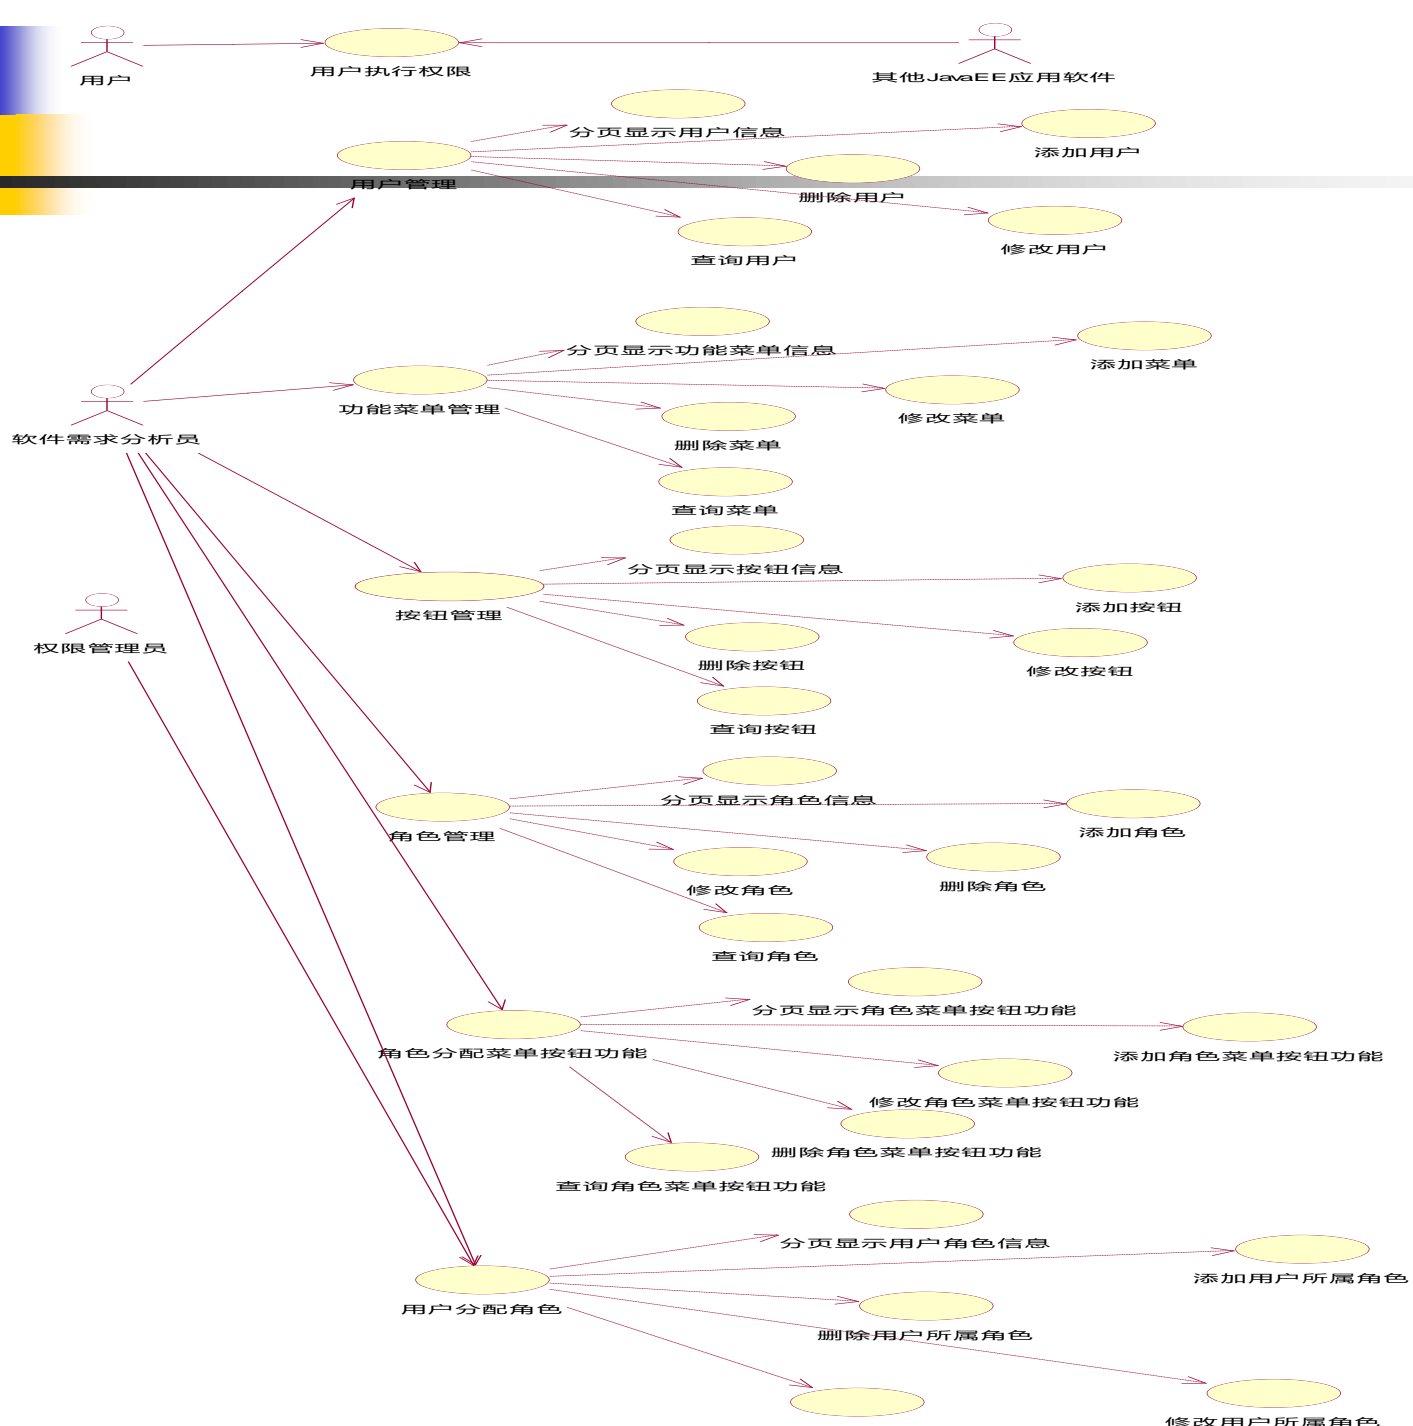 用户
用户执行权限
其他JavaEE应用软件
分页显示用户信息
添加用户
用户管理
删除用户
修改用户
查询用户
分页显示功能菜单信息
添加菜单
功能菜单管理
修改菜单
软件需求分析员
删除菜单
查询菜单
分页显示按钮信息
添加按钮
按钮管理
权限管理员
删除按钮
修改按钮
查询按钮
分页显示角色信息
添加角色
角色管理
修改角色
删除角色
查询角色
分页显示角色菜单按钮功能
角色分配菜单按钮功能
添加角色菜单按钮功能
修改角色菜单按钮功能
删除角色菜单按钮功能
查询角色菜单按钮功能
分页显示用户角色信息
添加用户所属角色
用户分配角色
删除用户所属角色
修改用户所属角色